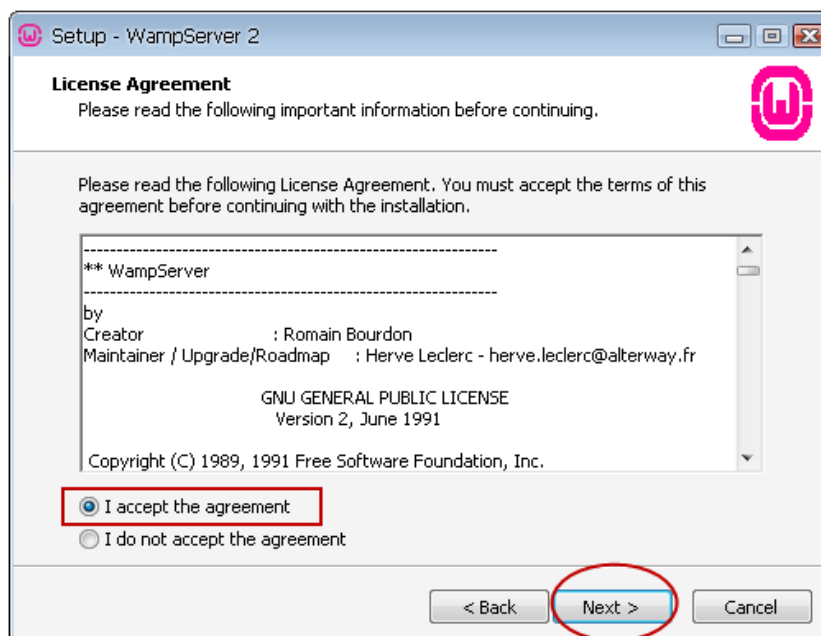 Setup - WampServer 2
License Agreement
Please read the following important information before continuing.
Please read the following License Agreement. You must accept the terms of this
agreement before continuing with the installation.
----------------------------------------------------------------
** WampServer
----------------------------------------------------------------
by
Creator : Romain Bourdon
Maintainer / Upgrade/Roadmap : Herve Leclerc - herve.leclerc@alterway.fr
GNU GENERAL PUBLIC LICENSE
Version 2, June 1991
Copyright (C) 1989, 1991 Free Software Foundation, Inc.
I accept the agreement
I do not accept the agreement
< Back Next > Cancel